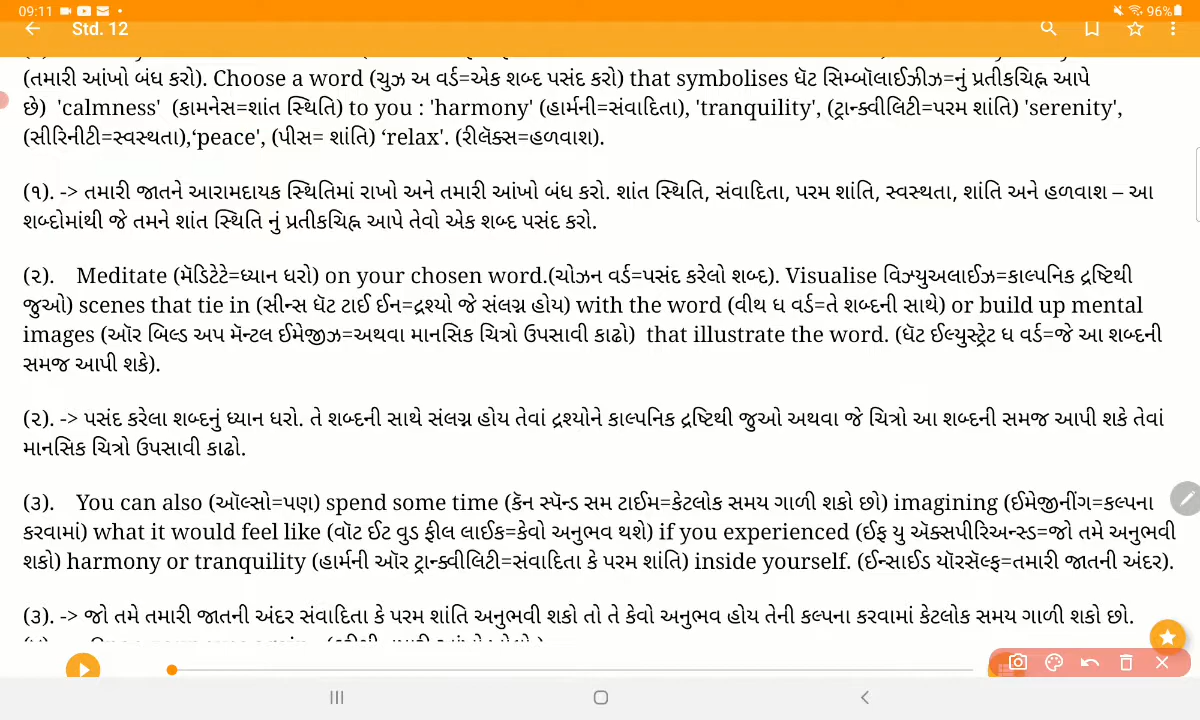 09:11
96%
Std. 12
(તમારી આંખો બંધ કરો). Choose a word (ચુઝ અ વર્ડ=એક શબ્દ પસંદ કરો) that symbolises ધૅટ સિમ્બૉલાઈઝીઝ=નું પ્રતીકચિહ્ન આપે
છે) 'calmness' (કામનેસ=શાંત સ્થિતિ) to you : 'harmony' (હાર્મની=સંવાદિતા), 'tranquility', (ટ્રાન્ક્વીલિટી=પરમ શાંતિ) 'serenity',
(સીરિનીટી=સ્વસ્થતા),‘peace', (પીસ= શાંતિ) ‘relax'. (રીલૅક્સ=હળવાશ).
(૧). -> તમારી જાતને આરામદાયક સ્થિતિમાં રાખો અને તમારી આંખો બંધ કરો. શાંત સ્થિતિ, સંવાદિતા, પરમ શાંતિ, સ્વસ્થતા, શાંતિ અને હળવાશ – આ
શબ્દોમાંથી જે તમને શાંત સ્થિતિ નું પ્રતીકચિહ્ન આપે તેવો એક શબ્દ પસંદ કરો.
(૨). Meditate (મૅડિટેટે=ધ્યાન ધરો) on your chosen word.(ચોઝન વર્ડ=પસંદ કરેલો શબ્દ). Visualise વિઝ્યુઅલાઈઝ=કાલ્પનિક દ્રષ્ટિથી
જુઓ) scenes that tie in (સીન્સ ધૅટ ટાઈ ઈન=દ્રશ્યો જે સંલગ્ન હોય) with the word (વીથ ધ વર્ડ=તે શબ્દની સાથે) or build up mental
images (ઑર બિલ્ડ અપ મૅન્ટલ ઈમેજીઝ=અથવા માનસિક ચિત્રો ઉપસાવી કાઢો) that illustrate the word. (ધૅટ ઈલ્યુસ્ટ્રેટ ધ વર્ડ=જે આ શબ્દની
સમજ આપી શકે).
(૨). -> પસંદ કરેલા શબ્દનું ધ્યાન ધરો. તે શબ્દની સાથે સંલગ્ન હોય તેવાં દ્રશ્યોને કાલ્પનિક દ્રષ્ટિથી જુઓ અથવા જે ચિત્રો આ શબ્દની સમજ આપી શકે તેવાં
માનસિક ચિત્રો ઉપસાવી કાઢો.
(૩). You can also (ઑલ્સો=પણ) spend some time (કૅન સ્પૅન્ડ સમ ટાઈમ=કેટલોક સમય ગાળી શકો છો) imagining (ઈમેજીનીંગ=કલ્પના
કરવામાં) what it would feel like (વૉટ ઈટ વુડ ફીલ લાઈક=કેવો અનુભવ થશે) if you experienced (ઈફ યુ ઍક્સપીરિઅન્સ્ડ=જો તમે અનુભવી
શકો) harmony or tranquility (હાર્મની ઑર ટ્રાન્ક્વીલિટી=સંવાદિતા કે પરમ શાંતિ) inside yourself. (ઈન્સાઈડ યૉરસૅલ્ફ=તમારી જાતની અંદર).
(૩). -> જો તમે તમારી જાતની અંદર સંવાદિતા કે પરમ શાંતિ અનુભવી શકો તો તે કેવો અનુભવ હોય તેની કલ્પના કરવામાં કેટલોક સમય ગાળી શકો છો.